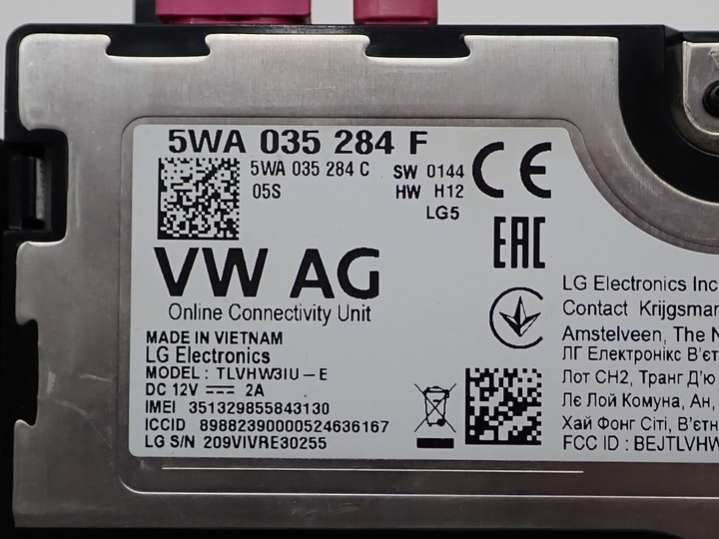 5WA 035 284 F
5WA 035 284 C SW 0144
05S HW H12
LG5
CE
EAC
VW AG
Online Connectivity Unit
MADE IN VIETNAM
LG Electronics
MODEL : TLVHW3IU-E
DC 12V 2A
IMEI 351329855843130
ICCID 89882390000524636167
LG S/N 209VIVRE30255
LG Electronics Inc
Contact Krijgsman
Amstelveen, The N
ЛГ Електронікс В'єт
Лот СН2, Транг Д'ю
Лє Лой Комуна, Ан,
Хай Фонг Сіті, В'єтн
FCC ID : BEJTLVHW